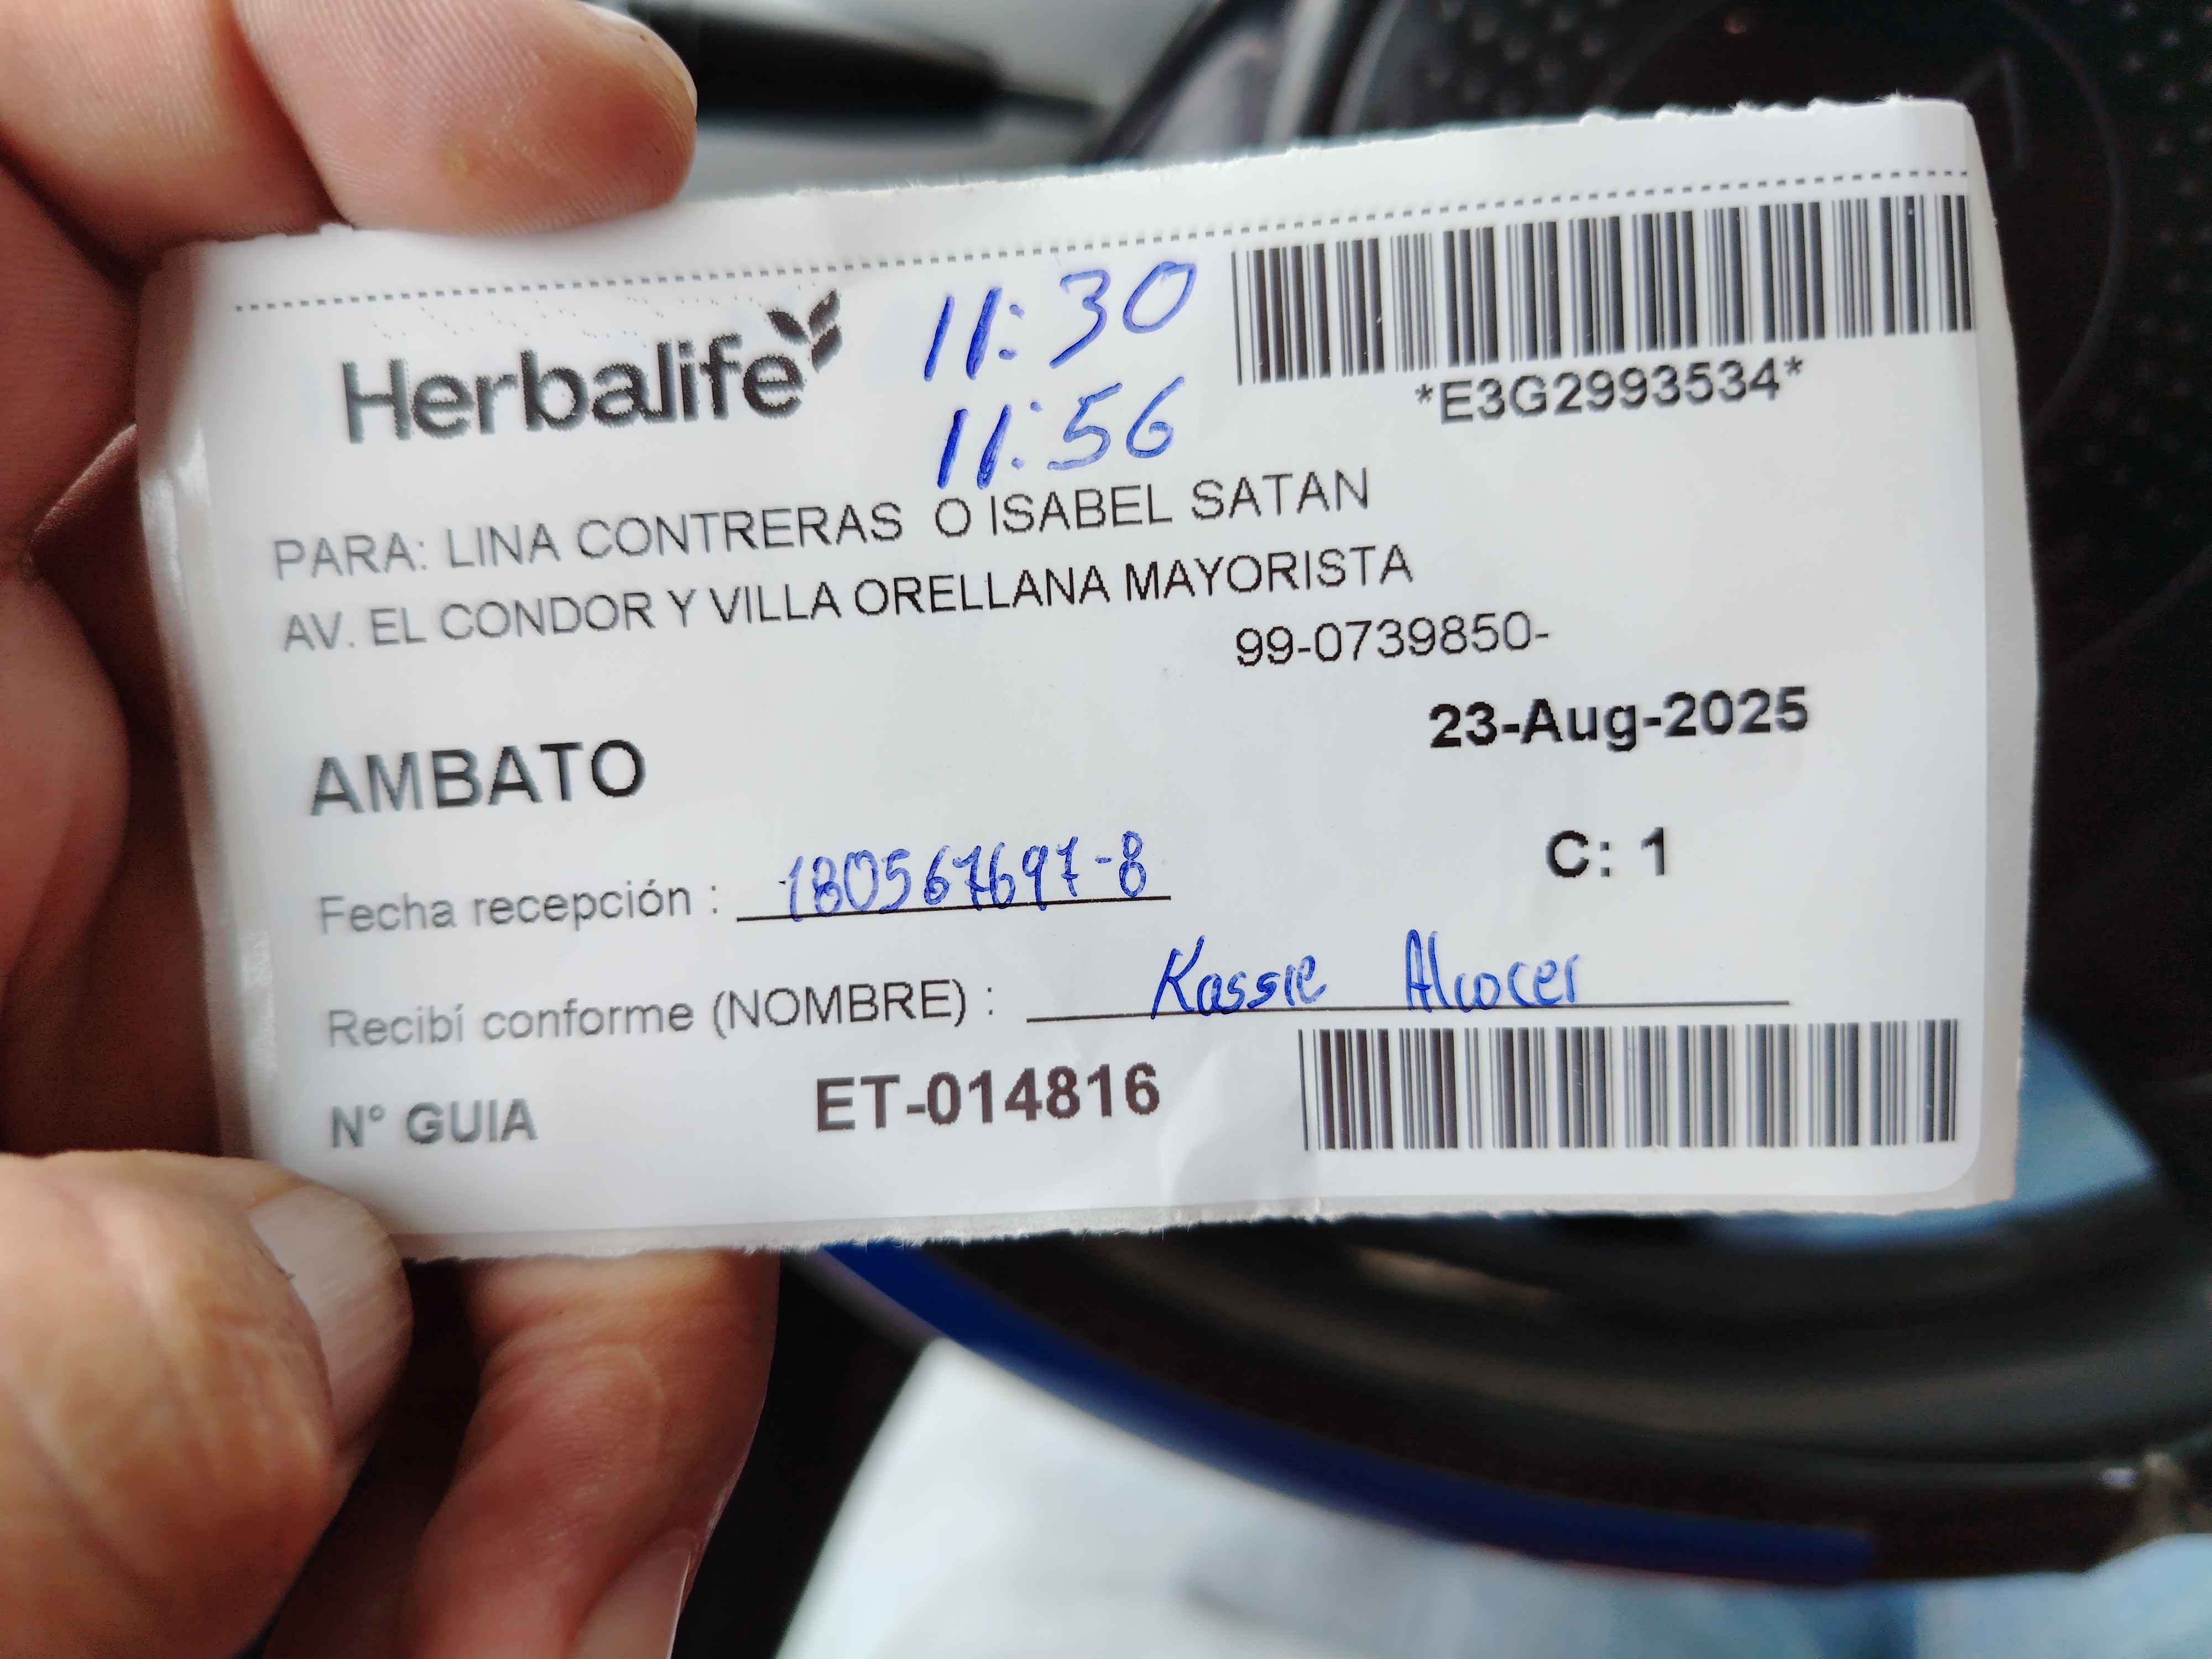 Herbalife
11:30
11:56
*E3G2993534*
PARA: LINA CONTRERAS O ISABEL SATAN
AV. EL CONDOR Y VILLA ORELLANA MAYORISTA
99-0739850-
23-Aug-2025
AMBATO
C: 1
Fecha recepción : 180567697-8
Recibí conforme (NOMBRE) : Kassie Alcocer
N° GUIA ET-014816